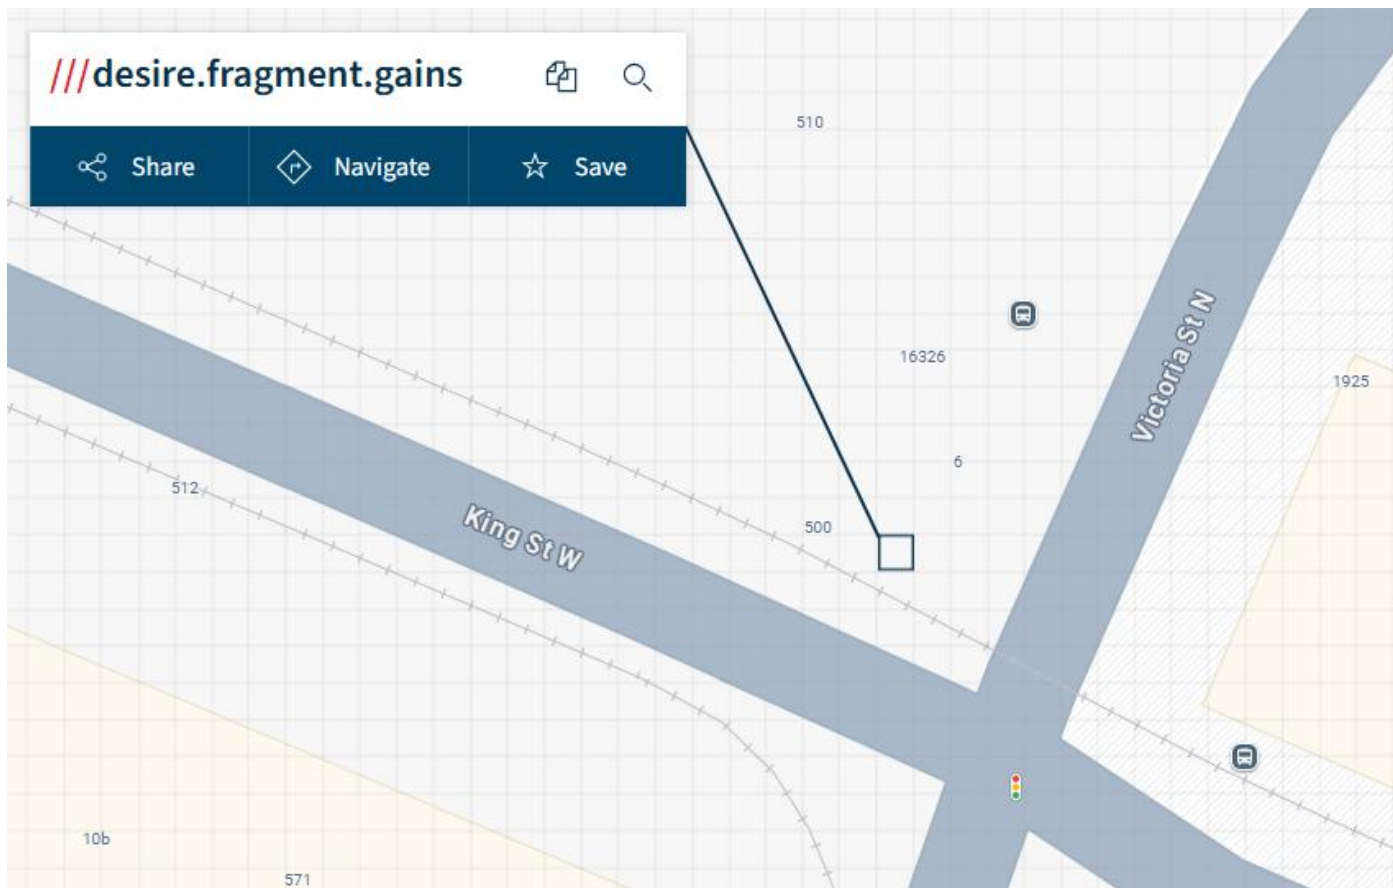 ///desire.fragment.gains
Share Navigate Save
510
16326
Victoria St N
1925
6
512
500
King St W
10b
571